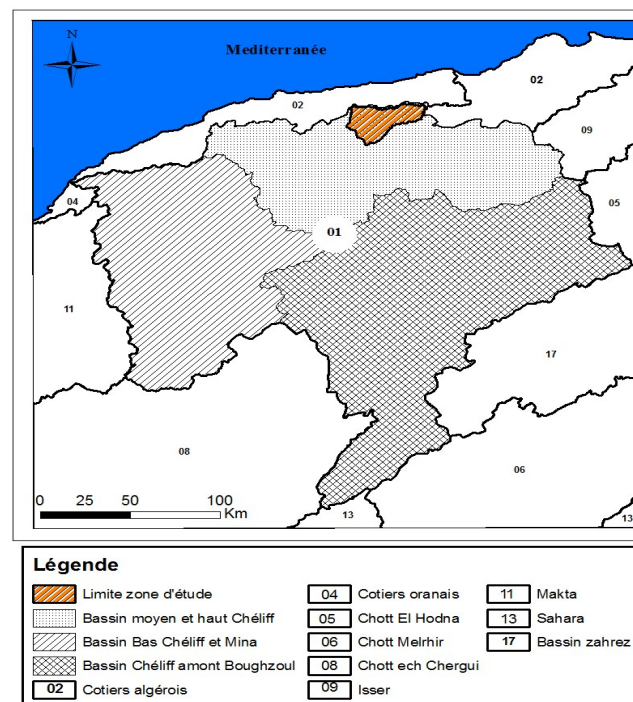 N
Mediterranée
02
02
09
04
05
01
11
17
08
06
0 25 50 100
Km
13
13
Légende
Limite zone d'étude
Bassin moyen et haut Chéliff
Bassin Bas Chéliff et Mina
Bassin Chéliff amont Boughzoul
02 Cotiers algérois
04 Cotiers oranais
05 Chott El Hodna
06 Chott Melrhir
08 Chott ech Chergui
09 Isser
11 Makta
13 Sahara
17 Bassin zahrez